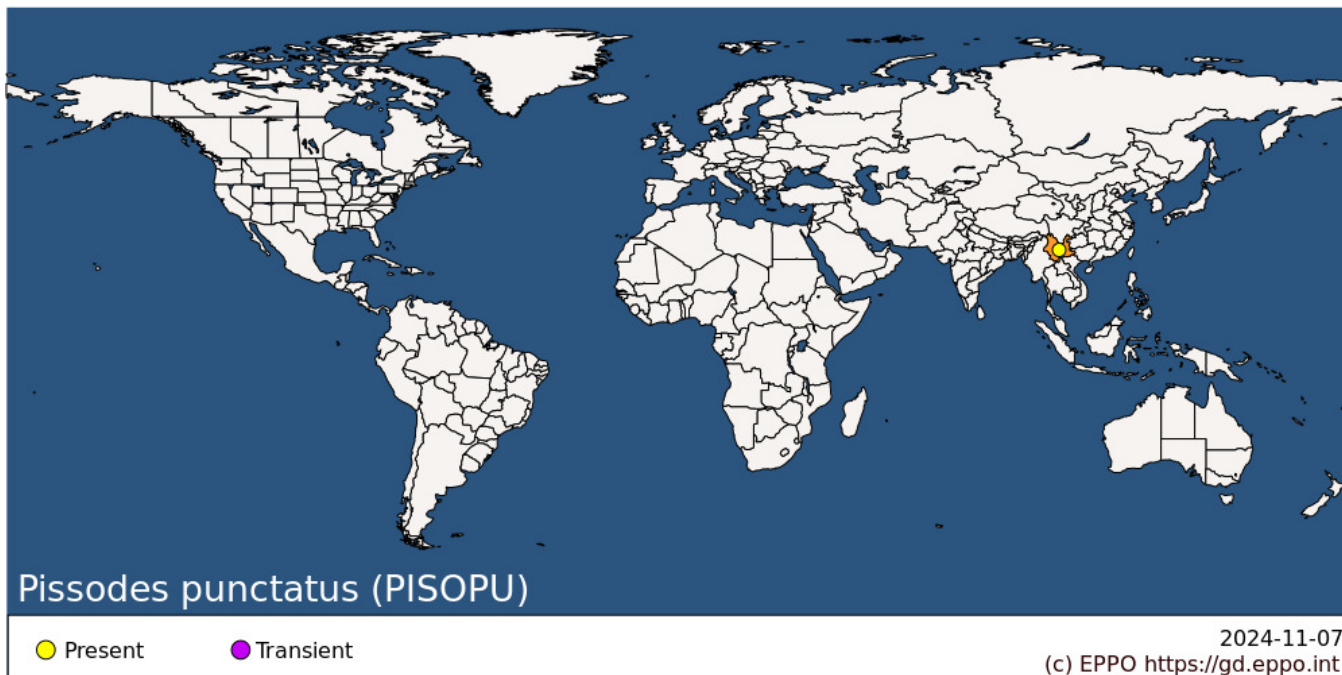 Pissodes punctatus (PISOPU)
Present
Transient
2024-11-07
(c) EPPO https://gd.eppo.int